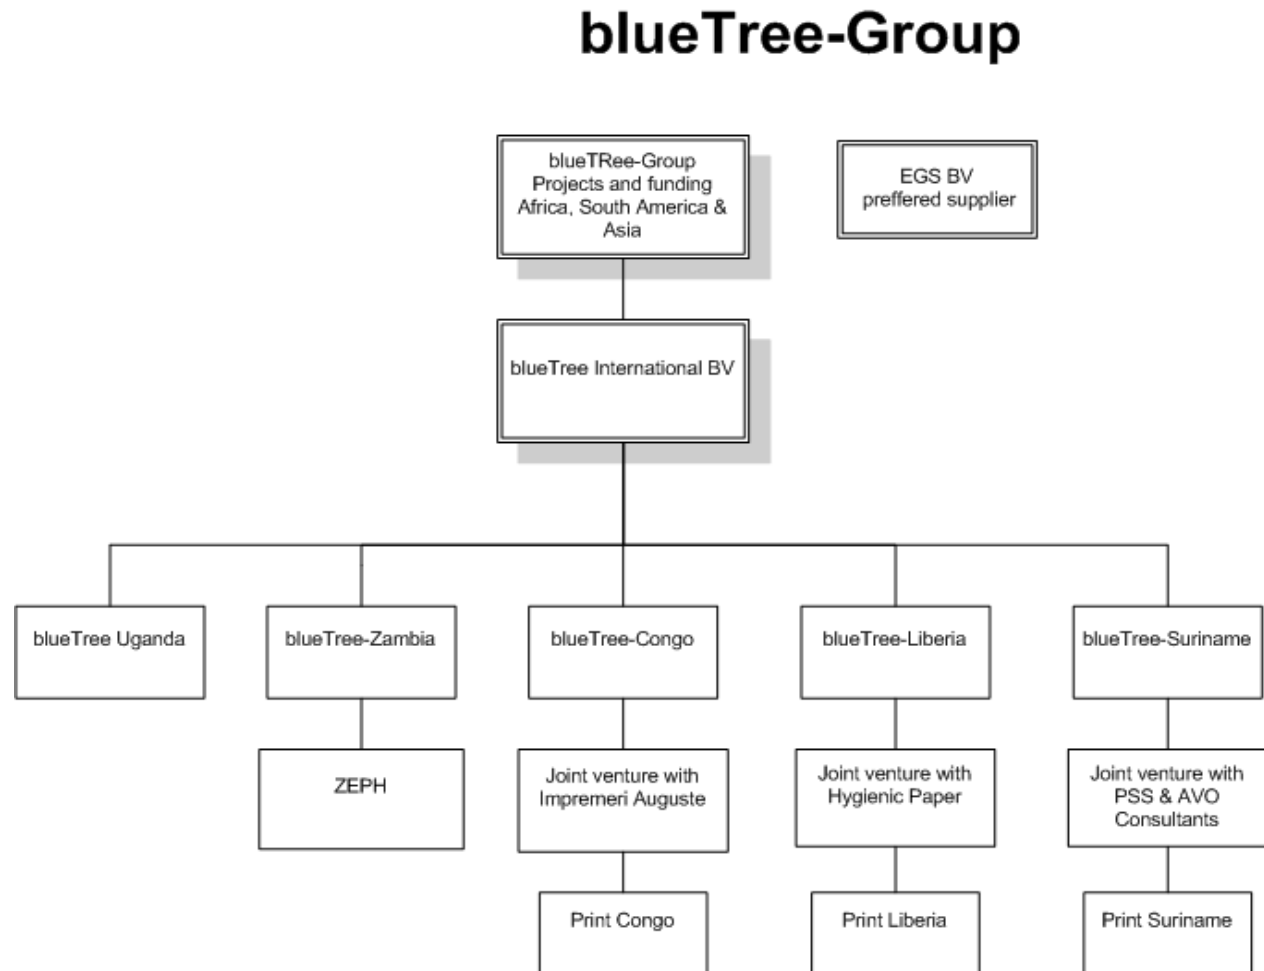 blueTree-Group
blueTRee-Group
Projects and funding
Africa, South America &
Asia
EGS BV
preffered supplier
blueTree International BV
blueTree Uganda
blueTree-Zambia
blueTree-Congo
blueTree-Liberia
blueTree-Suriname
ZEPH
Joint venture with
Impremeri Auguste
Joint venture with
Hygienic Paper
Joint venture with
PSS & AVO
Consultants
Print Congo
Print Liberia
Print Suriname